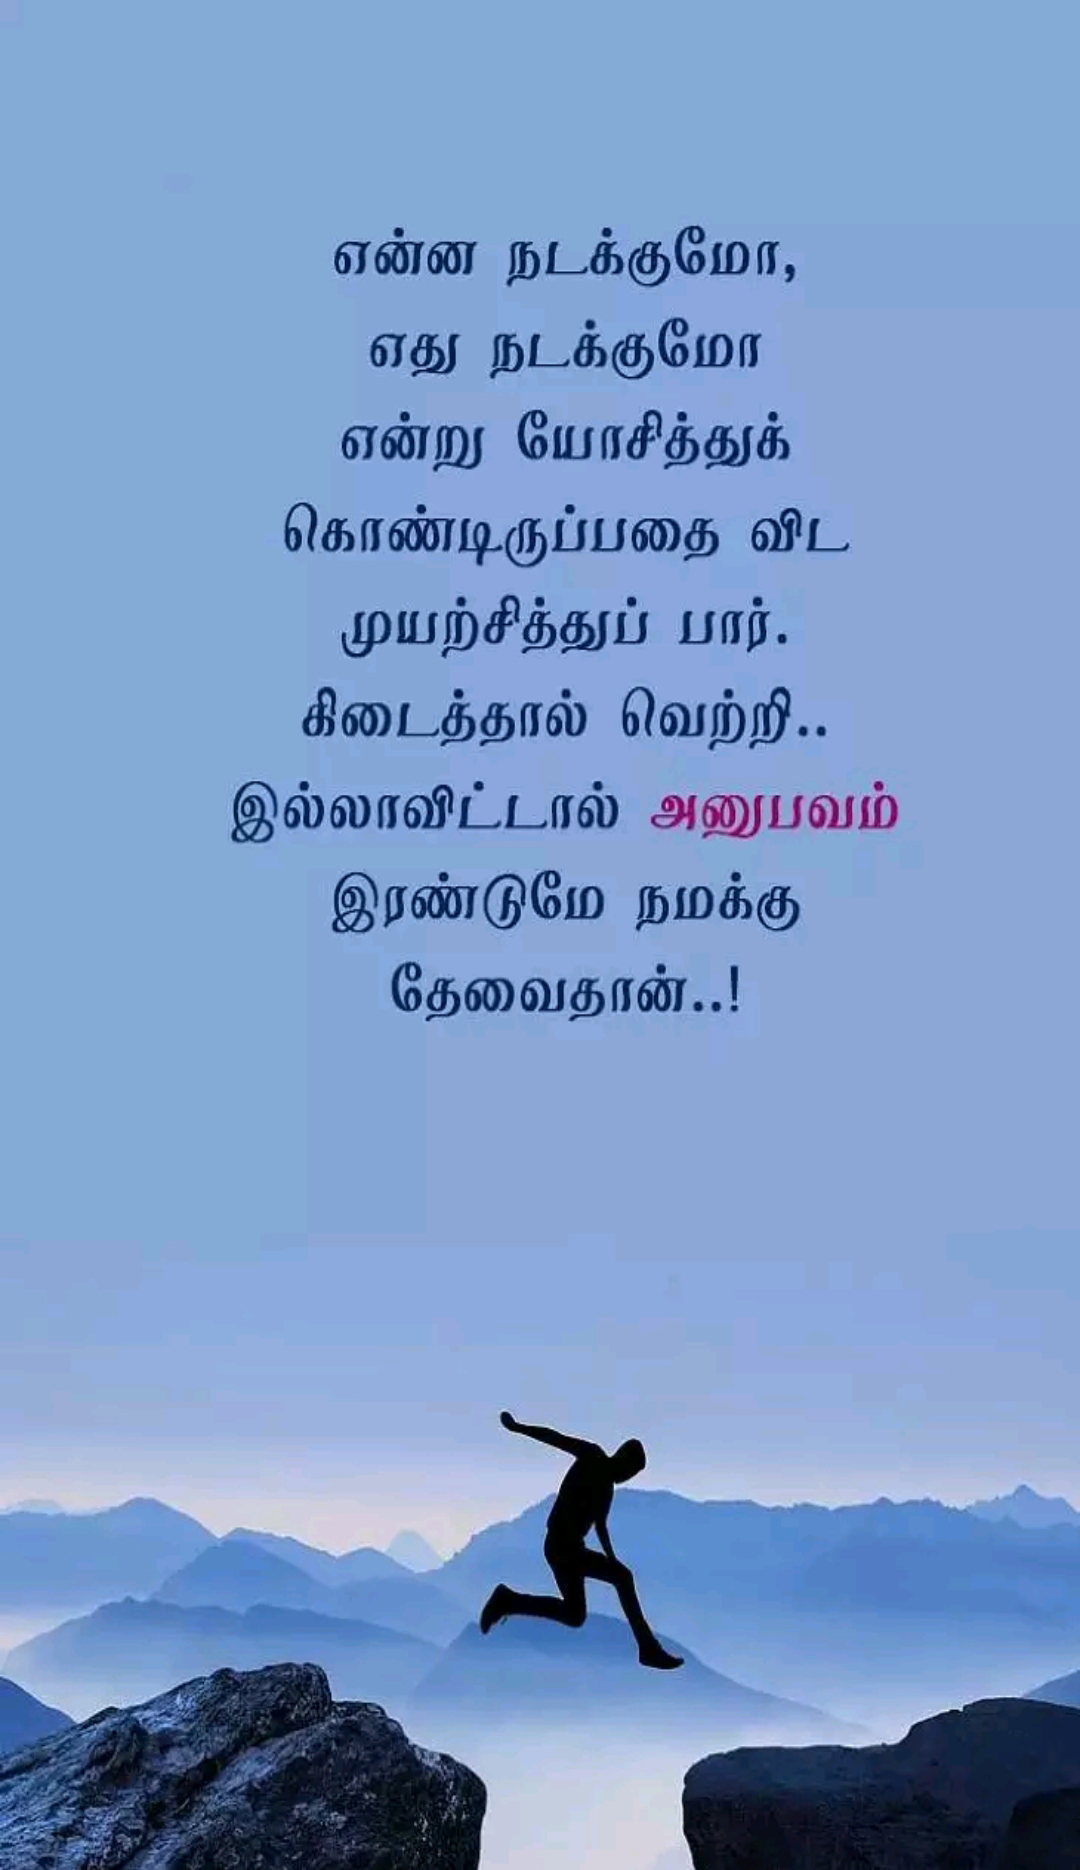 என்ன நடக்குமோ,
எது நடக்குமோ
என்று யோசித்துக்
கொண்டிருப்பதை விட
முயற்சித்துப் பார்.
கிடைத்தால் வெற்றி..
இல்லாவிட்டால் அனுபவம்
இரண்டுமே நமக்கு
தேவைதான்..!